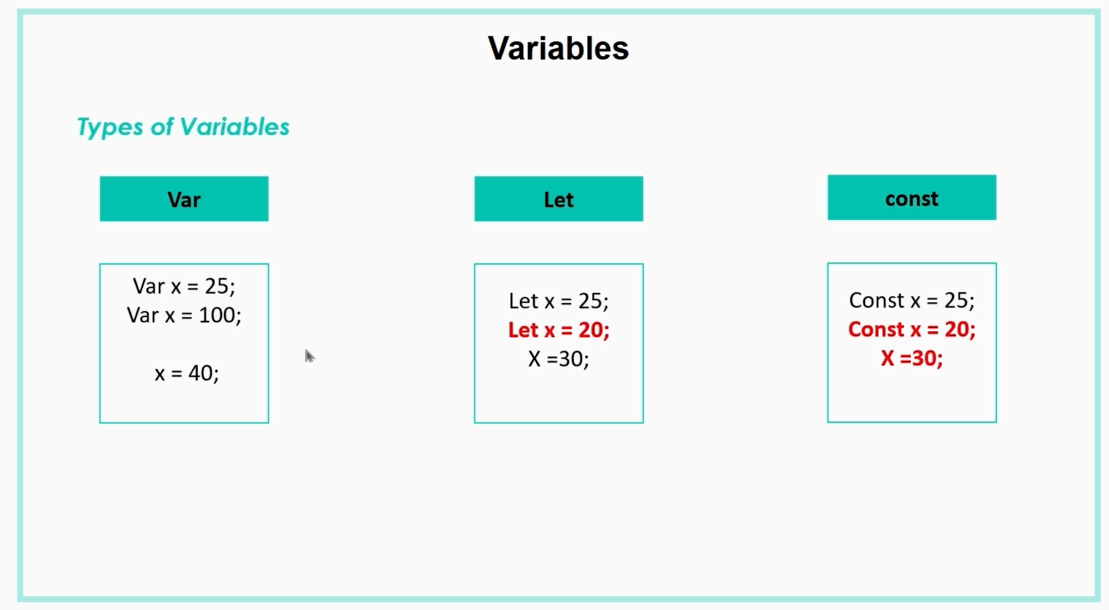 Variables
Types of Variables
Var
Var x = 25;
Var x = 100;
x = 40;
Let
Let x = 25;
Let x = 20;
X =30;
const
Const x = 25;
Const x = 20;
X =30;